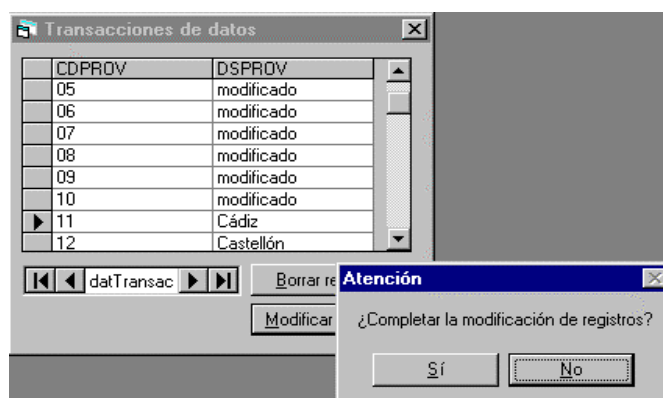 Transacciones de datos
CDPROV DSPROV
05 modificado
06 modificado
07 modificado
08 modificado
09 modificado
10 modificado
11 Cádiz
12 Castellón
datTransac Borrar re
Modificar
Atención
¿Completar la modificación de registros?
Sí No